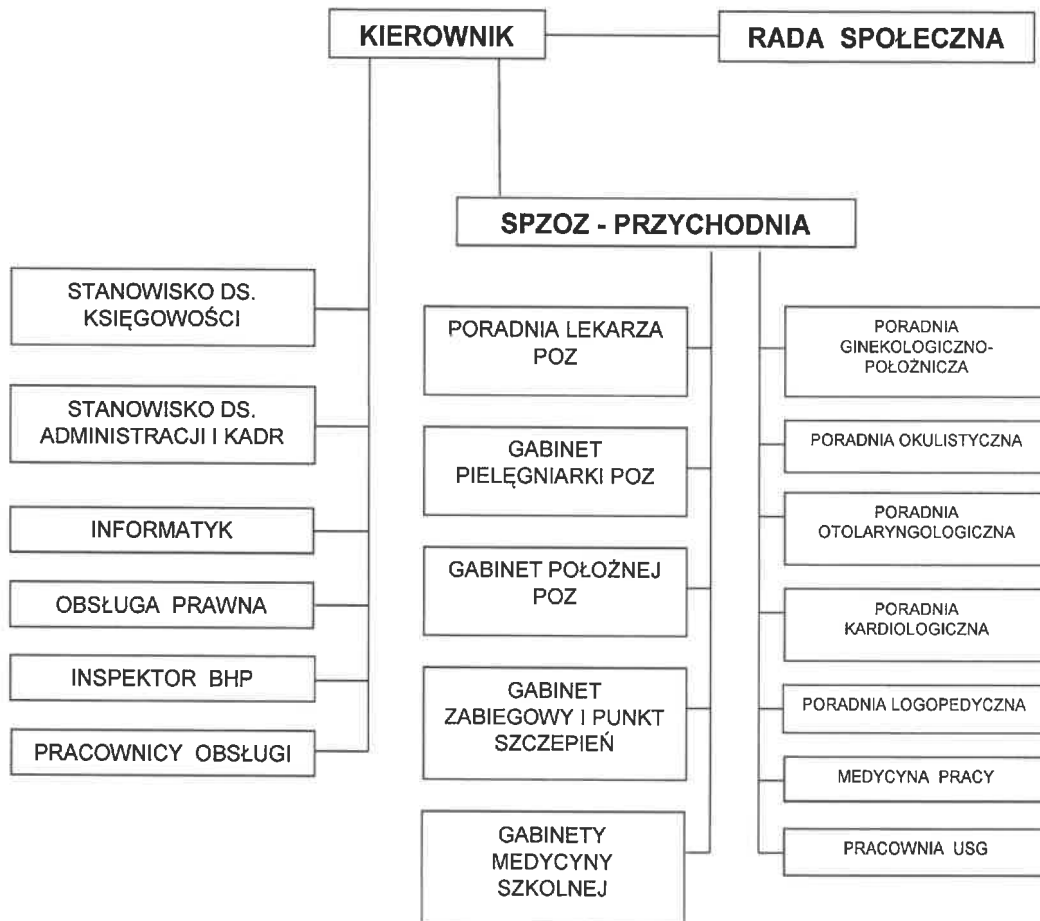 KIEROWNIK
RADA SPOŁECZNA
SPZOZ - PRZYCHODNIA
STANOWISKO DS.
KSIĘGOWOŚCI
STANOWISKO DS.
ADMINISTRACJI I KADR
INFORMATYK
OBSŁUGA PRAWNA
INSPEKTOR BHP
PRACOWNICY OBSŁUGI
PORADNIA LEKARZA
POZ
GABINET
PIELĘGNIARKI POZ
GABINET POŁOŻNEJ
POZ
GABINET
ZABIEGOWY I PUNKT
SZCZEPIEŃ
GABINETY
MEDYCYNY
SZKOLNEJ
PORADNIA
GINEKOLOGICZNO-
POŁOŻNICZA
PORADNIA OKULISTYCZNA
PORADNIA
OTOLARYNGOLOGICZNA
PORADNIA
KARDIOLOGICZNA
PORADNIA LOGOPEDYCZNA
MEDYCYNA PRACY
PRACOWNIA USG